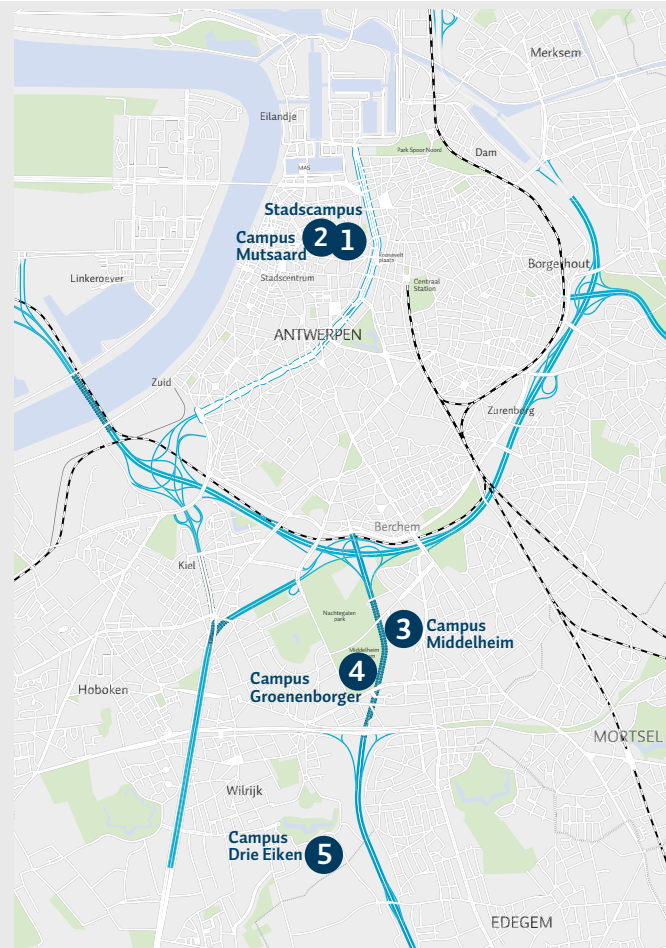 Merksem
Eilandje
Park Spoor Noord
Dam
MAS
Stadscampus
2
1
Campus
Mutsaard
plaats
Borgerhout
Linkeroever
Stadscentrum
Centraal
Station
ANTWERPEN
Zuid
Zurenborg
Berchem
Kiel
Nachtegalen
park
3
Campus
Middelheim
Middelheim
4
Campus
Groenenborger
Hoboken
MORTSEL
Wilrijk
Campus
Drie Eiken
5
EDEGEM